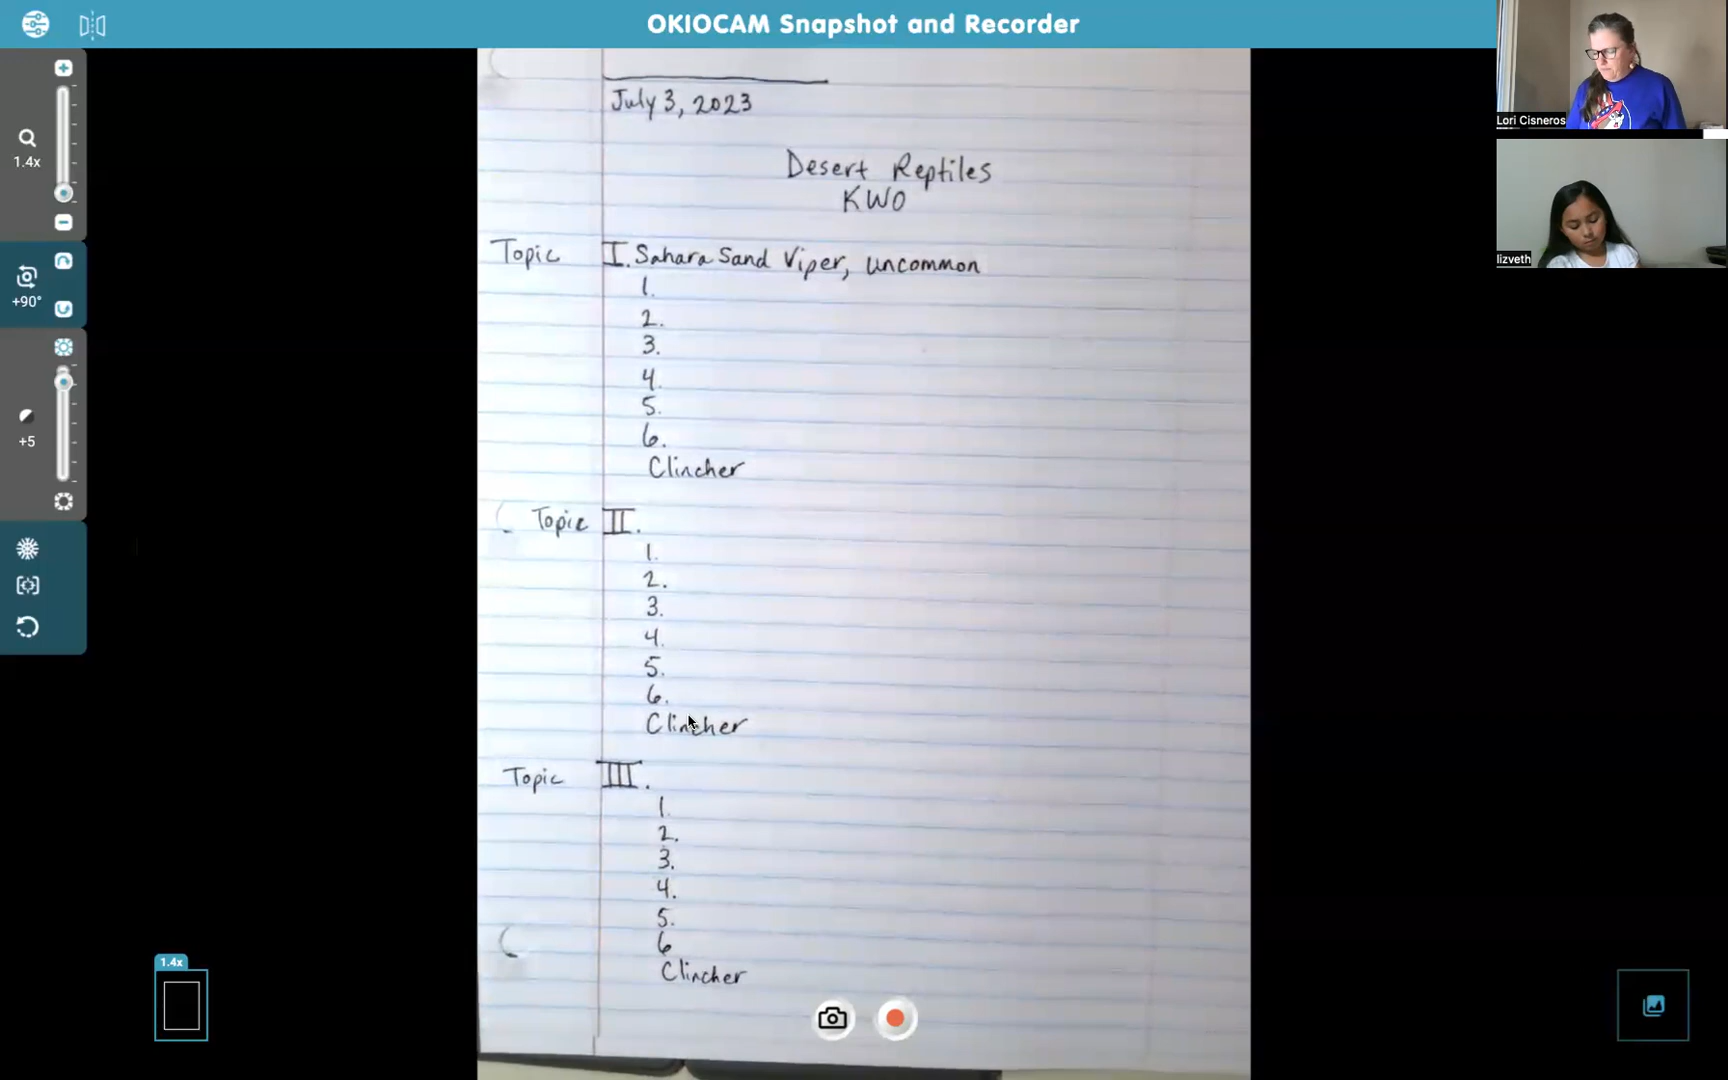 OKIOCAM Snapshot and Recorder
1.4x
+90°
+5
July 3, 2023
Desert Reptiles
KWO
Topic I. Sahara Sand Viper, uncommon
1.
2.
3.
4.
5.
6.
Clincher
Topic II.
1.
2.
3.
4.
5.
6.
Clincher
Topic III.
1.
2.
3.
4.
5.
6
Clincher
1.4x
Lori Cisneros
lizveth